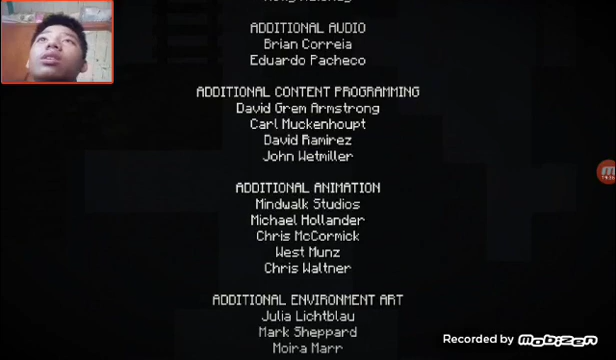 ADDITIONAL AUDIO
Brian Correia
Eduardo Pacheco
ADDITIONAL CONTENT PROGRAMMING
David Grem Armstrong
Carl Muckenhoupt
David Ramirez
John Wetmiller
ADDITIONAL ANIMATION
Mindwalk Studios
Michael Hollander
Chris McCormick
West Munz
Chris Waltner
ADDITIONAL ENVIRONMENT ART
Julia Lichtblau
Mark Sheppard
Moira Marr
Recorded by mobizen